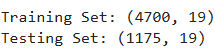 Training Set: (4700, 19)
Testing Set: (1175, 19)